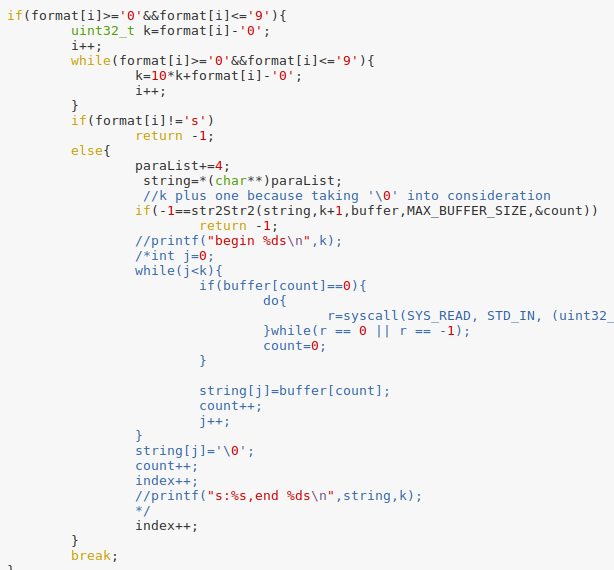 if(format[i]>='0'&&format[i]<='9'){
uint32_t k=format[i]-'0';
i++;
while(format[i]>='0'&&format[i]<='9'){
k=10*k+format[i]-'0';
i++;
}
if(format[i]!='s')
return -1;
else{
paraList+=4;
string=*(char**)paraList;
//k plus one because taking '\0' into consideration
if(-1==str2Str2(string,k+1,buffer,MAX_BUFFER_SIZE,&count))
return -1;
//printf("begin %ds\n",k);
/*int j=0;
while(j<k){
if(buffer[count]==0){
do{
r=syscall(SYS_READ, STD_IN, (uint32_
}while(r == 0 || r == -1);
count=0;
}
string[j]=buffer[count];
count++;
j++;
}
string[j]='\0';
count++;
index++;
//printf("s:%s,end %ds\n",string,k);
*/
index++;
}
break;
}